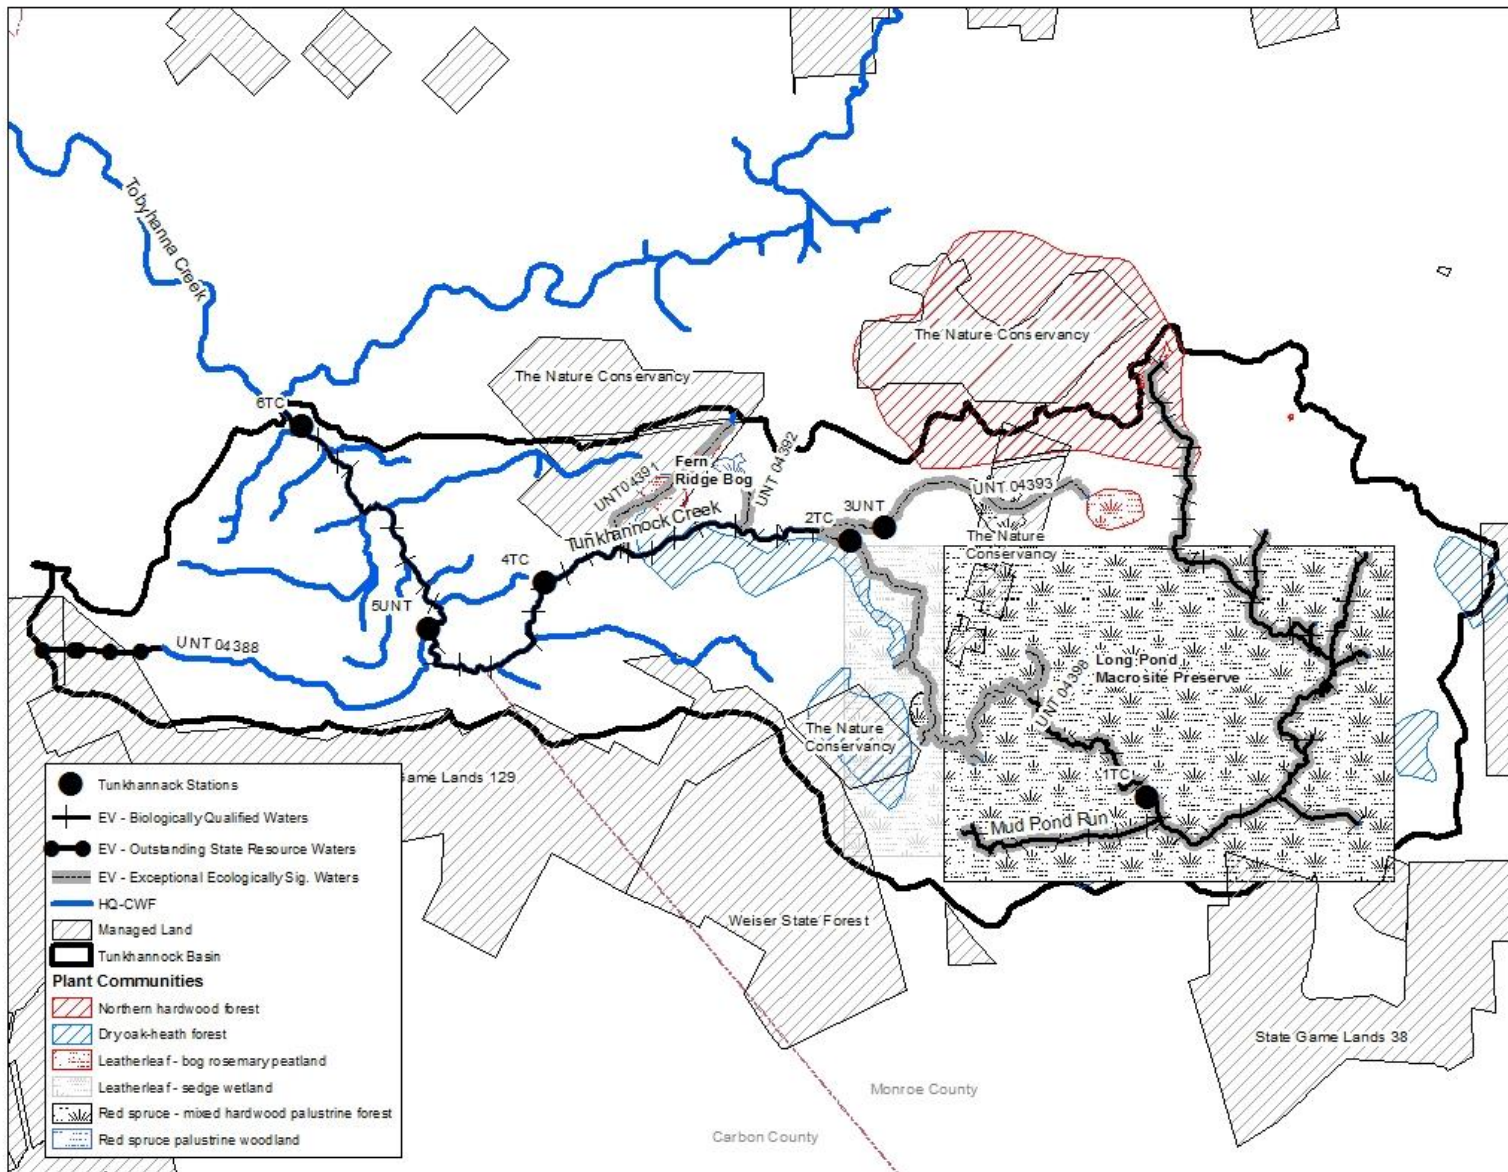 Tobyhanna Creek
The Nature Conservancy
The Nature Conservancy
6TC
Fern
Ridge Bog
UNT 04391
UNT 04392
UNT 04393
3UNT
2TC
Tunkhannock Creek
The Nature
Conservancy
4TC
5UNT
UNT 04388
Long Pond
Macrosite Preserve
UNT 04398
The Nature
Conservancy
1TC
Mud Pond Run
Game Lands 129
Weiser State Forest
State Game Lands 38
Monroe County
Carbon County
Tunkhannack Stations
EV - Biologically Qualified Waters
EV - Outstanding State Resource Waters
EV - Exceptional Ecologically Sig. Waters
HQ-CWF
Managed Land
Tunkhannock Basin
Plant Communities
Northern hardwood forest
Dry oak-heath forest
Leatherleaf - bog rosemary peatland
Leatherleaf - sedge wetland
Red spruce - mixed hardwood palustrine forest
Red spruce palustrine woodland